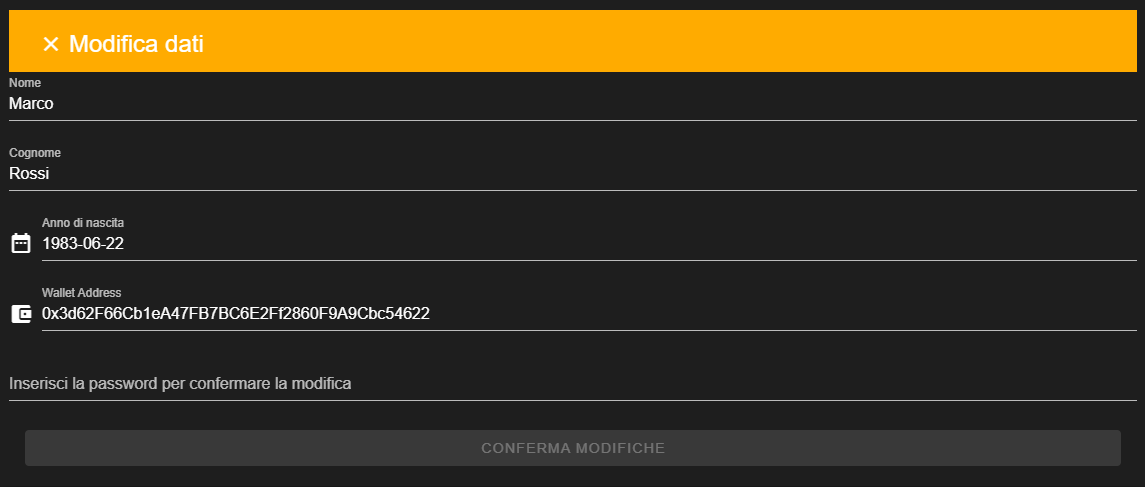 Modifica dati
Nome
Marco
Cognome
Rossi
Anno di nascita
1983-06-22
Wallet Address
0x3d62F66Cb1eA47FB7BC6E2Ff2860F9A9Cbc54622
Inserisci la password per confermare la modifica
CONFERMA MODIFICHE